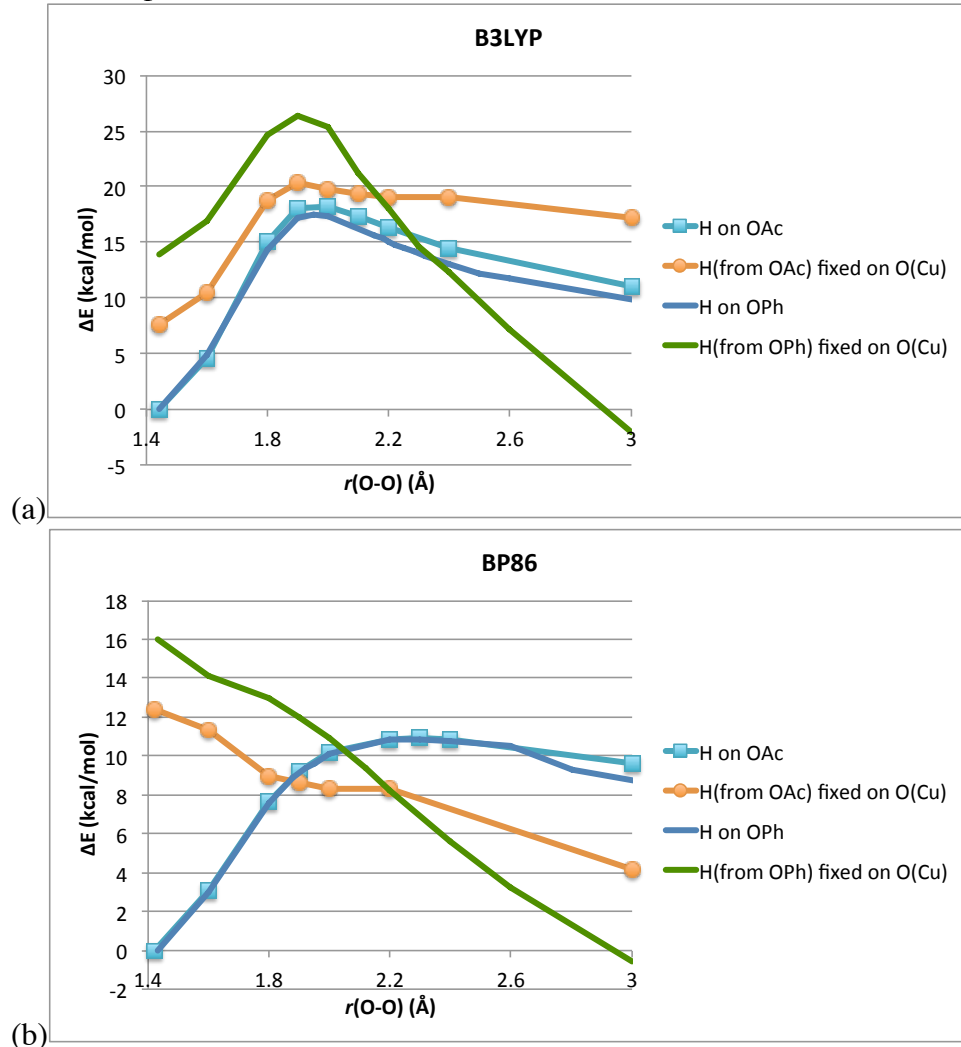 B3LYP
30
25
20
15
10
5
0
-5
ΔE (kcal/mol)
1.4 1.8 2.2 2.6 3
r(O-O) (Å)
H on OAc
H(from OAc) fixed on O(Cu)
H on OPh
H(from OPh) fixed on O(Cu)
(a)
BP86
18
16
14
12
10
8
6
4
2
0
-2
ΔE (kcal/mol)
1.4 1.8 2.2 2.6 3
r(O-O) (Å)
H on OAc
H(from OAc) fixed on O(Cu)
H on OPh
H(from OPh) fixed on O(Cu)
(b)